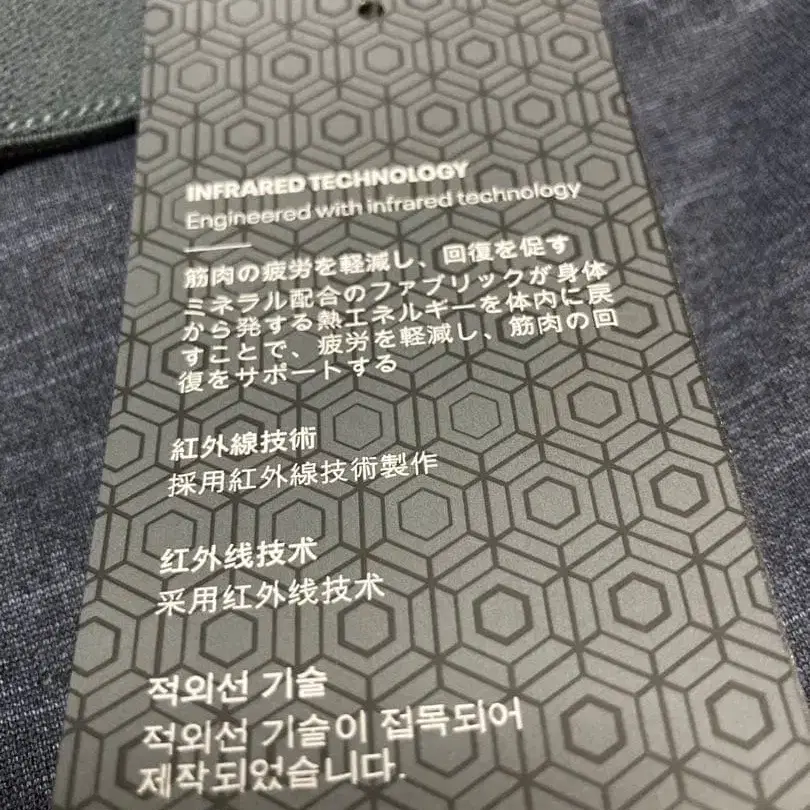 INFRARED TECHNOLOGY
Engineered with infrared technology
筋肉の疲労を軽減し、回復を促す
ミネラル配合のファブリックが身体
から発する熱エネルギーを体内に戻
すことで、疲労を軽減し、筋肉の回
復をサポートする
紅外線技術
採用紅外線技術製作
红外线技术
采用红外线技术
적외선 기술
적외선 기술이 접목되어
제작되었습니다.